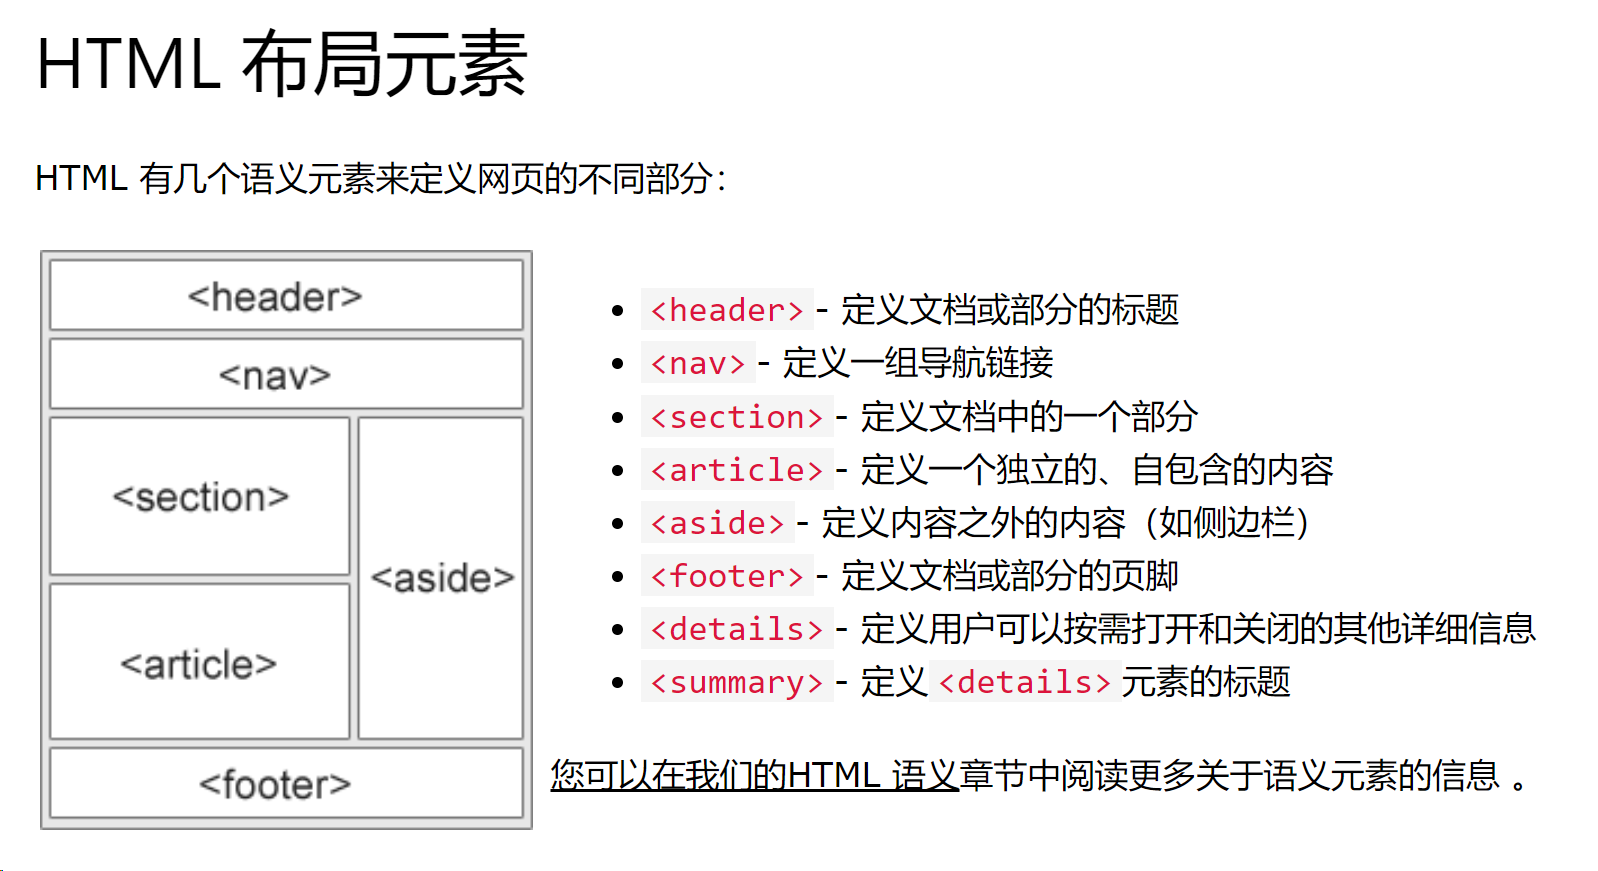 HTML 布局元素
HTML 有几个语义元素来定义网页的不同部分：
<header>
<nav>
<section>
<aside>
<article>
<footer>
<header> - 定义文档或部分的标题
<nav> - 定义一组导航链接
<section> - 定义文档中的一个部分
<article> - 定义一个独立的、自包含的内容
<aside> - 定义内容之外的内容（如侧边栏）
<footer> - 定义文档或部分的页脚
<details> - 定义用户可以按需打开和关闭的其他详细信息
<summary> - 定义 <details> 元素的标题
您可以在我们的HTML 语义章节中阅读更多关于语义元素的信息 。